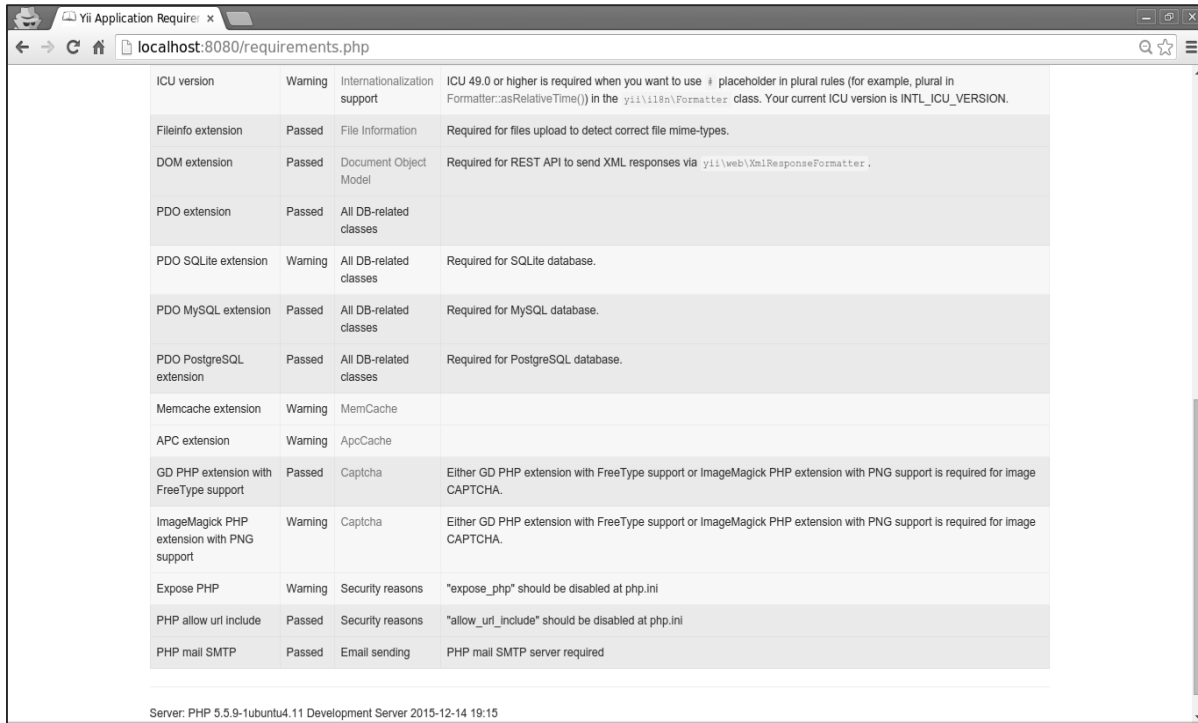 Yii Application Requirer
localhost:8080/requirements.php
ICU version Warning Internationalization support ICU 49.0 or higher is required when you want to use # placeholder in plural rules (for example, plural in
Formatter::asRelativeTime()) in the yii\i18n\Formatter class. Your current ICU version is INTL_ICU_VERSION.
Fileinfo extension Passed File Information Required for files upload to detect correct file mime-types.
DOM extension Passed Document Object Model Required for REST API to send XML responses via yii\web\XmlResponseFormatter.
PDO extension Passed All DB-related classes
PDO SQLite extension Warning All DB-related classes Required for SQLite database.
PDO MySQL extension Passed All DB-related classes Required for MySQL database.
PDO PostgreSQL extension Passed All DB-related classes Required for PostgreSQL database.
Memcache extension Warning MemCache
APC extension Warning ApcCache
GD PHP extension with FreeType support Passed Captcha Either GD PHP extension with FreeType support or ImageMagick PHP extension with PNG support is required for image
CAPTCHA.
ImageMagick PHP extension with PNG support Warning Captcha Either GD PHP extension with FreeType support or ImageMagick PHP extension with PNG support is required for image
CAPTCHA.
Expose PHP Warning Security reasons "expose_php" should be disabled at php.ini
PHP allow url include Passed Security reasons "allow_url_include" should be disabled at php.ini
PHP mail SMTP Passed Email sending PHP mail SMTP server required
Server: PHP 5.5.9-1ubuntu4.11 Development Server 2015-12-14 19:15